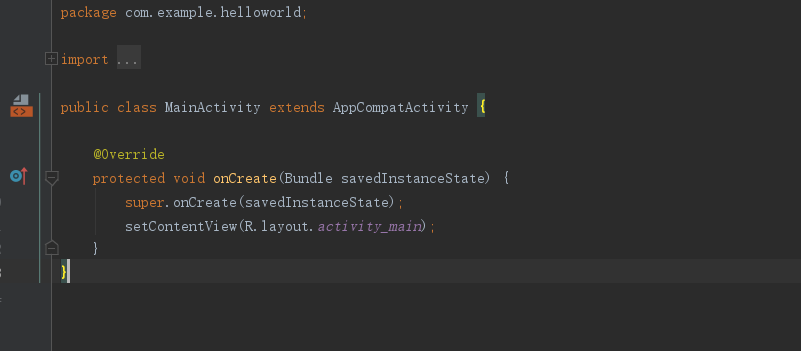 package com.example.helloworld;
import ...
public class MainActivity extends AppCompatActivity {
@Override
protected void onCreate(Bundle savedInstanceState) {
super.onCreate(savedInstanceState);
setContentView(R.layout.activity_main);
}
}